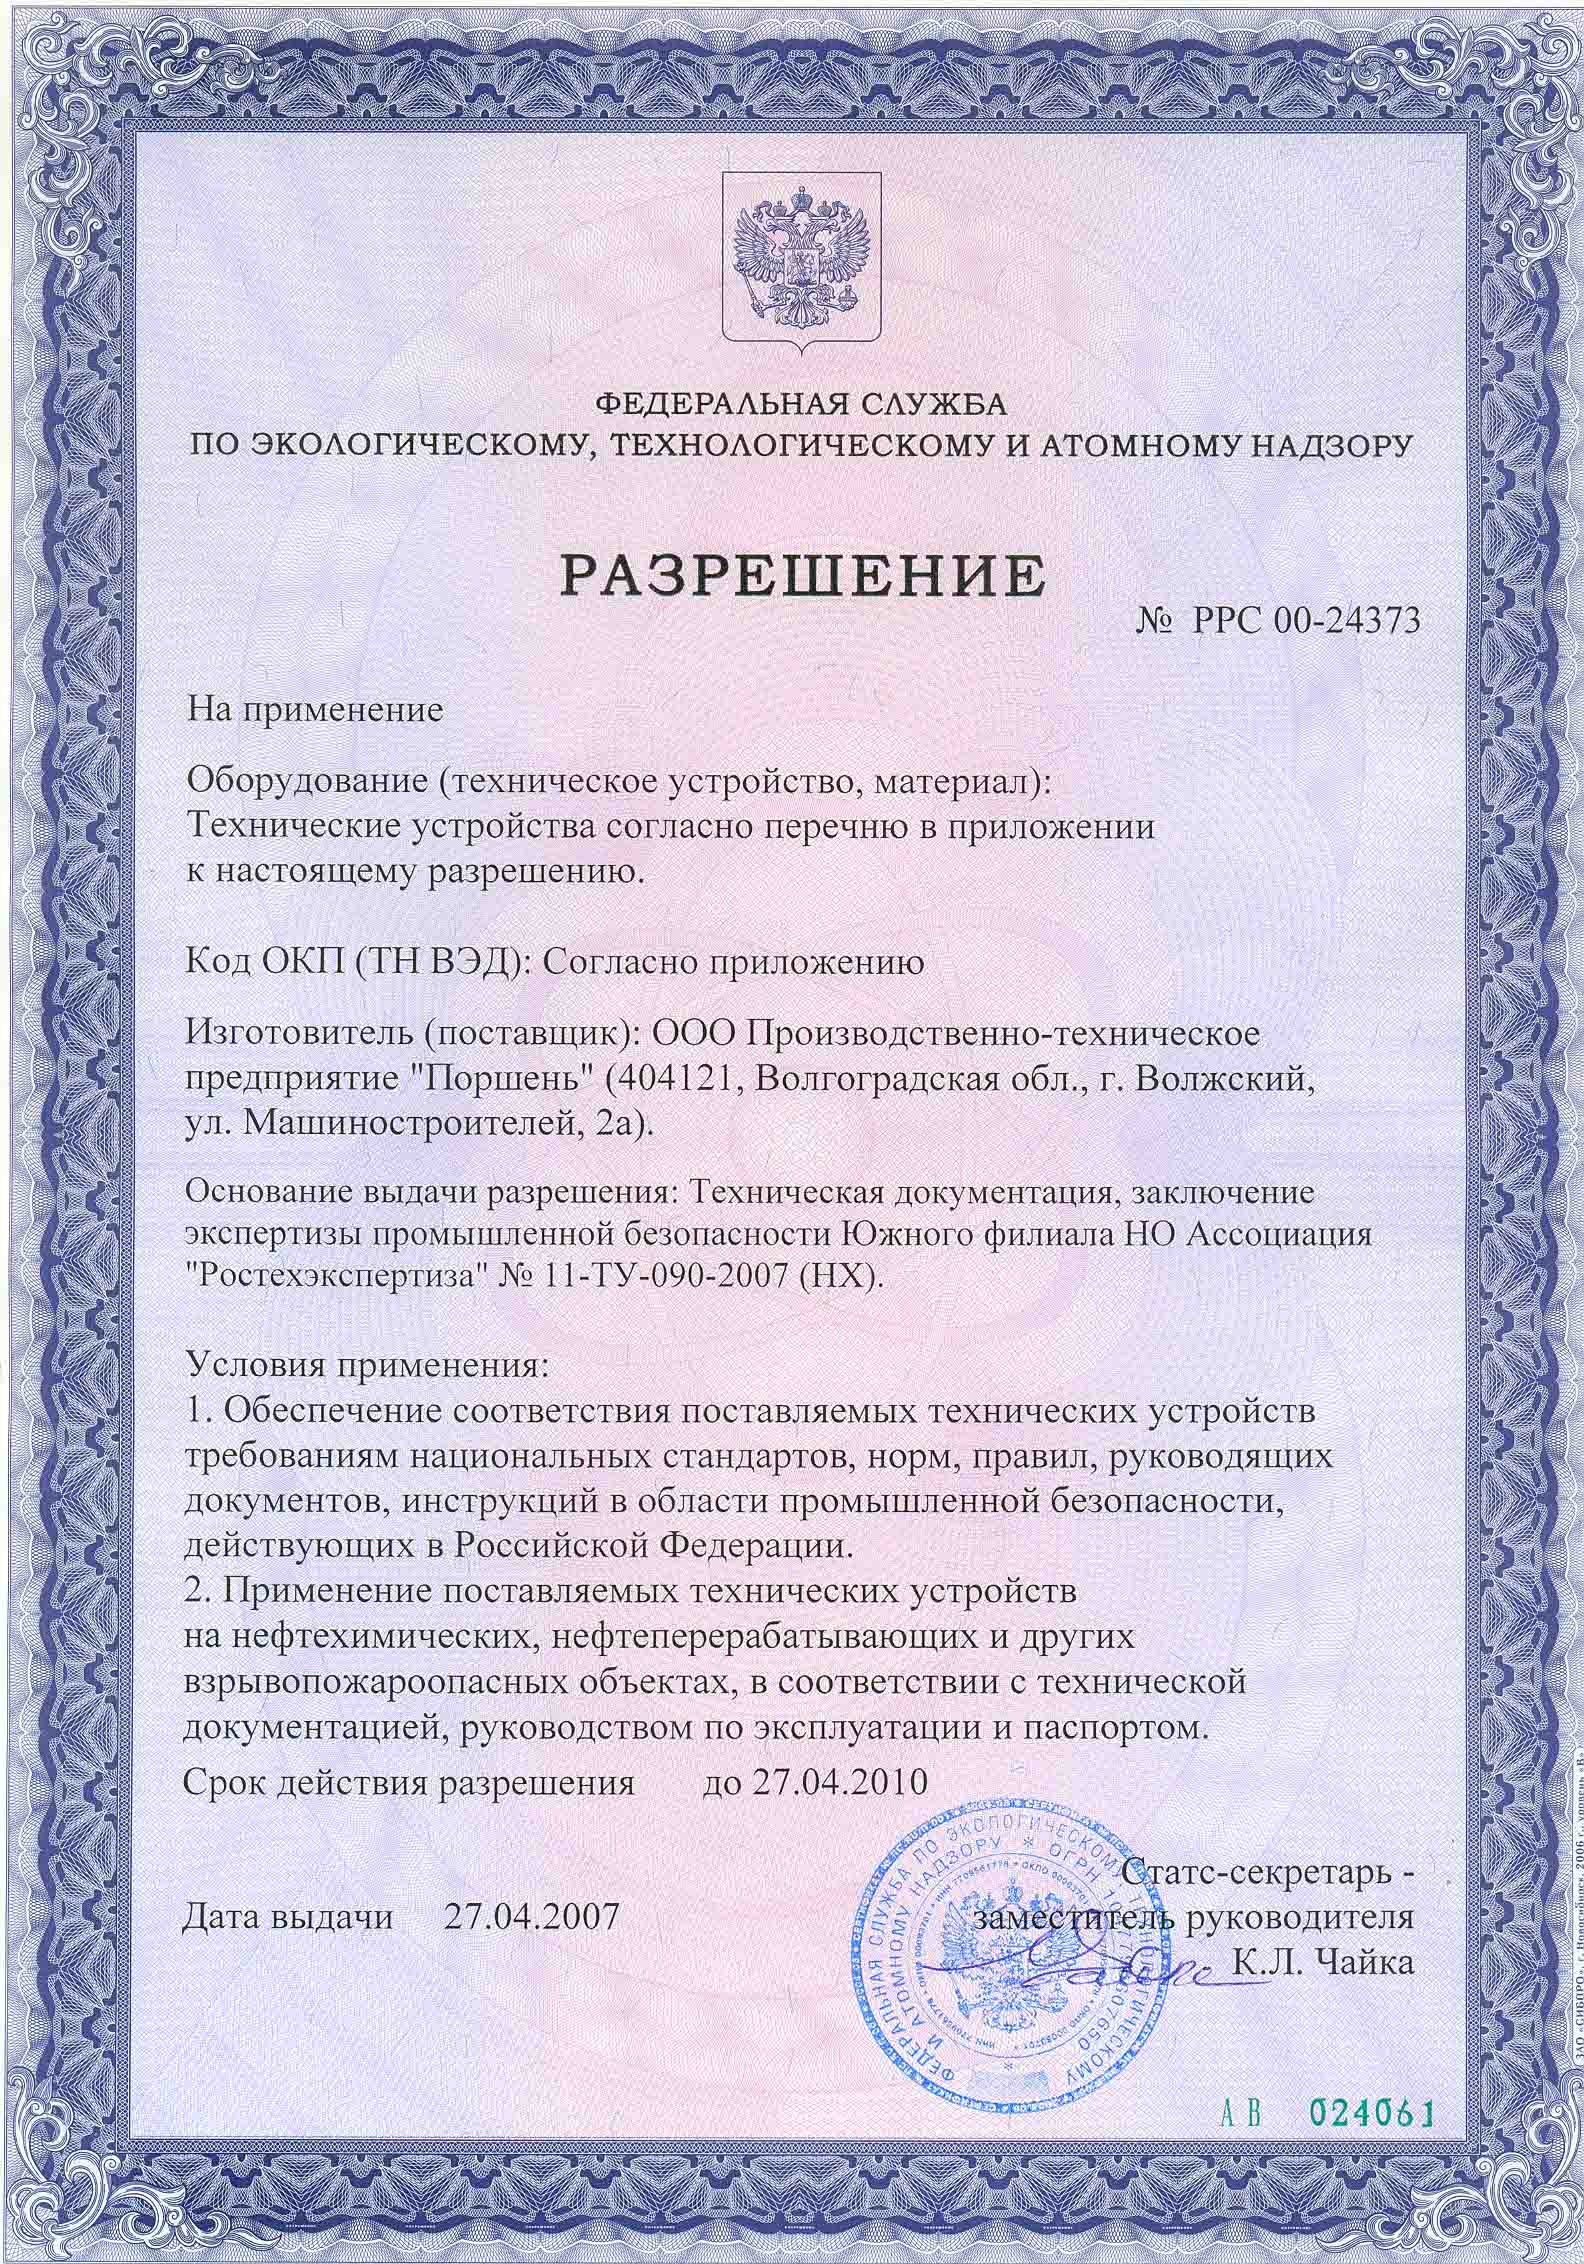 ФЕДЕРАЛЬНАЯ СЛУЖБА
ПО ЭКОЛОГИЧЕСКОМУ, ТЕХНОЛОГИЧЕСКОМУ И АТОМНОМУ НАДЗОРУ
РАЗРЕШЕНИЕ
№ РРС 00-24373
На применение
Оборудование (техническое устройство, материал):
Технические устройства согласно перечню в приложении
к настоящему разрешению.
Код ОКП (ТН ВЭД): Согласно приложению
Изготовитель (поставщик): ООО Производственно-техническое
предприятие "Поршень" (404121, Волгоградская обл., г. Волжский,
ул. Машиностроителей, 2а).
Основание выдачи разрешения: Техническая документация, заключение
экспертизы промышленной безопасности Южного филиала НО Ассоциация
"Ростехэкспертиза" № 11-ТУ-090-2007 (НХ).
Условия применения:
1. Обеспечение соответствия поставляемых технических устройств
требованиям национальных стандартов, норм, правил, руководящих
документов, инструкций в области промышленной безопасности,
действующих в Российской Федерации.
2. Применение поставляемых технических устройств
на нефтехимических, нефтеперерабатывающих и других
взрывопожароопасных объектах, в соответствии с технической
документацией, руководством по эксплуатации и паспортом.
Срок действия разрешения до 27.04.2010
Статс-секретарь -
Дата выдачи 27.04.2007 заместитель руководителя
К.Л. Чайка
ФЕДЕРАЛЬНАЯ СЛУЖБА ПО ЭКОЛОГИЧЕСКОМУ, ТЕХНОЛОГИЧЕСКОМУ
И АТОМНОМУ НАДЗОРУ * ОГРН
АВ 024061
ЗАО «СИБПРО», г. Новосибирск, 2006 г., уровень «В»